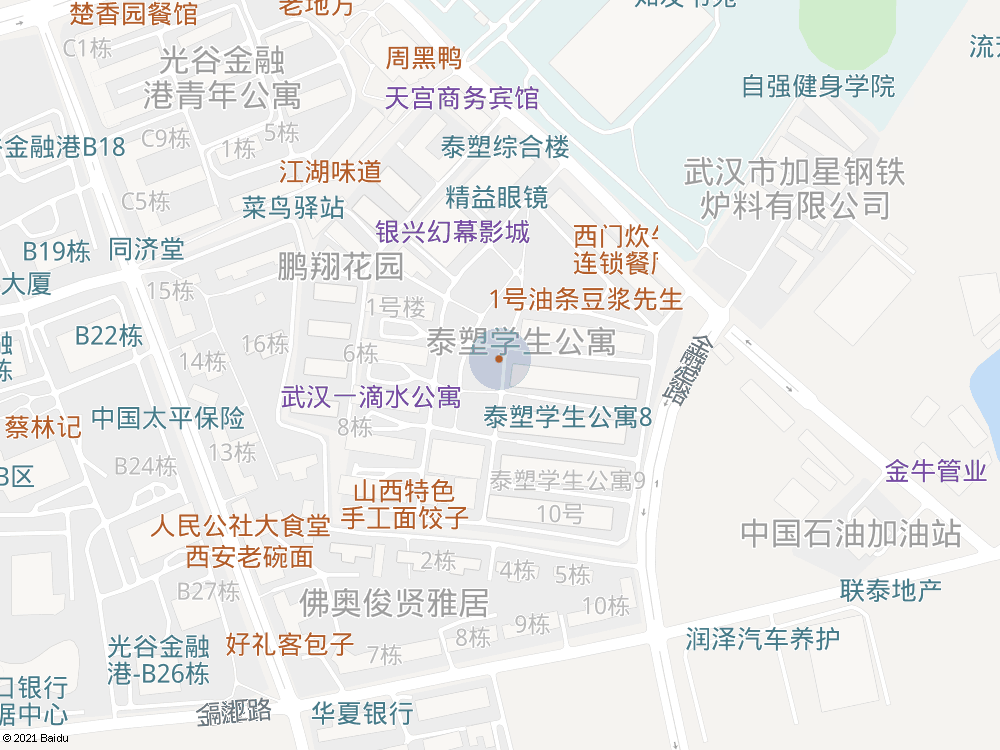 楚香园餐馆
老地方
C1栋
光谷金融
港青年公寓
周黑鸭
天宫商务宾馆
自强健身学院
金融港B18
C9栋
1栋
5栋
泰塑综合楼
江湖味道
武汉市加星钢铁
炉料有限公司
C5栋
菜鸟驿站
精益眼镜
银兴幻幕影城
西门炊
连锁餐厅
B19栋
同济堂
鹏翔花园
大厦
15栋
1号楼
1号油条豆浆先生
B22栋
16栋
14栋
6栋
泰塑学生公寓
金融港路
融
栋
武汉一滴水公寓
中国太平保险
蔡林记
8栋
泰塑学生公寓8
13栋
B24栋
B区
泰塑学生公寓9
金牛管业
山西特色
手工面饺子
10号
人民公社大食堂
西安老碗面
中国石油加油站
2栋
4栋
5栋
B27栋
佛奥俊贤雅居
10栋
联泰地产
9栋
8栋
润泽汽车养护
光谷金融
港-B26栋
好礼客包子
7栋
口银行
居中心
华夏银行
© 2021 Baidu